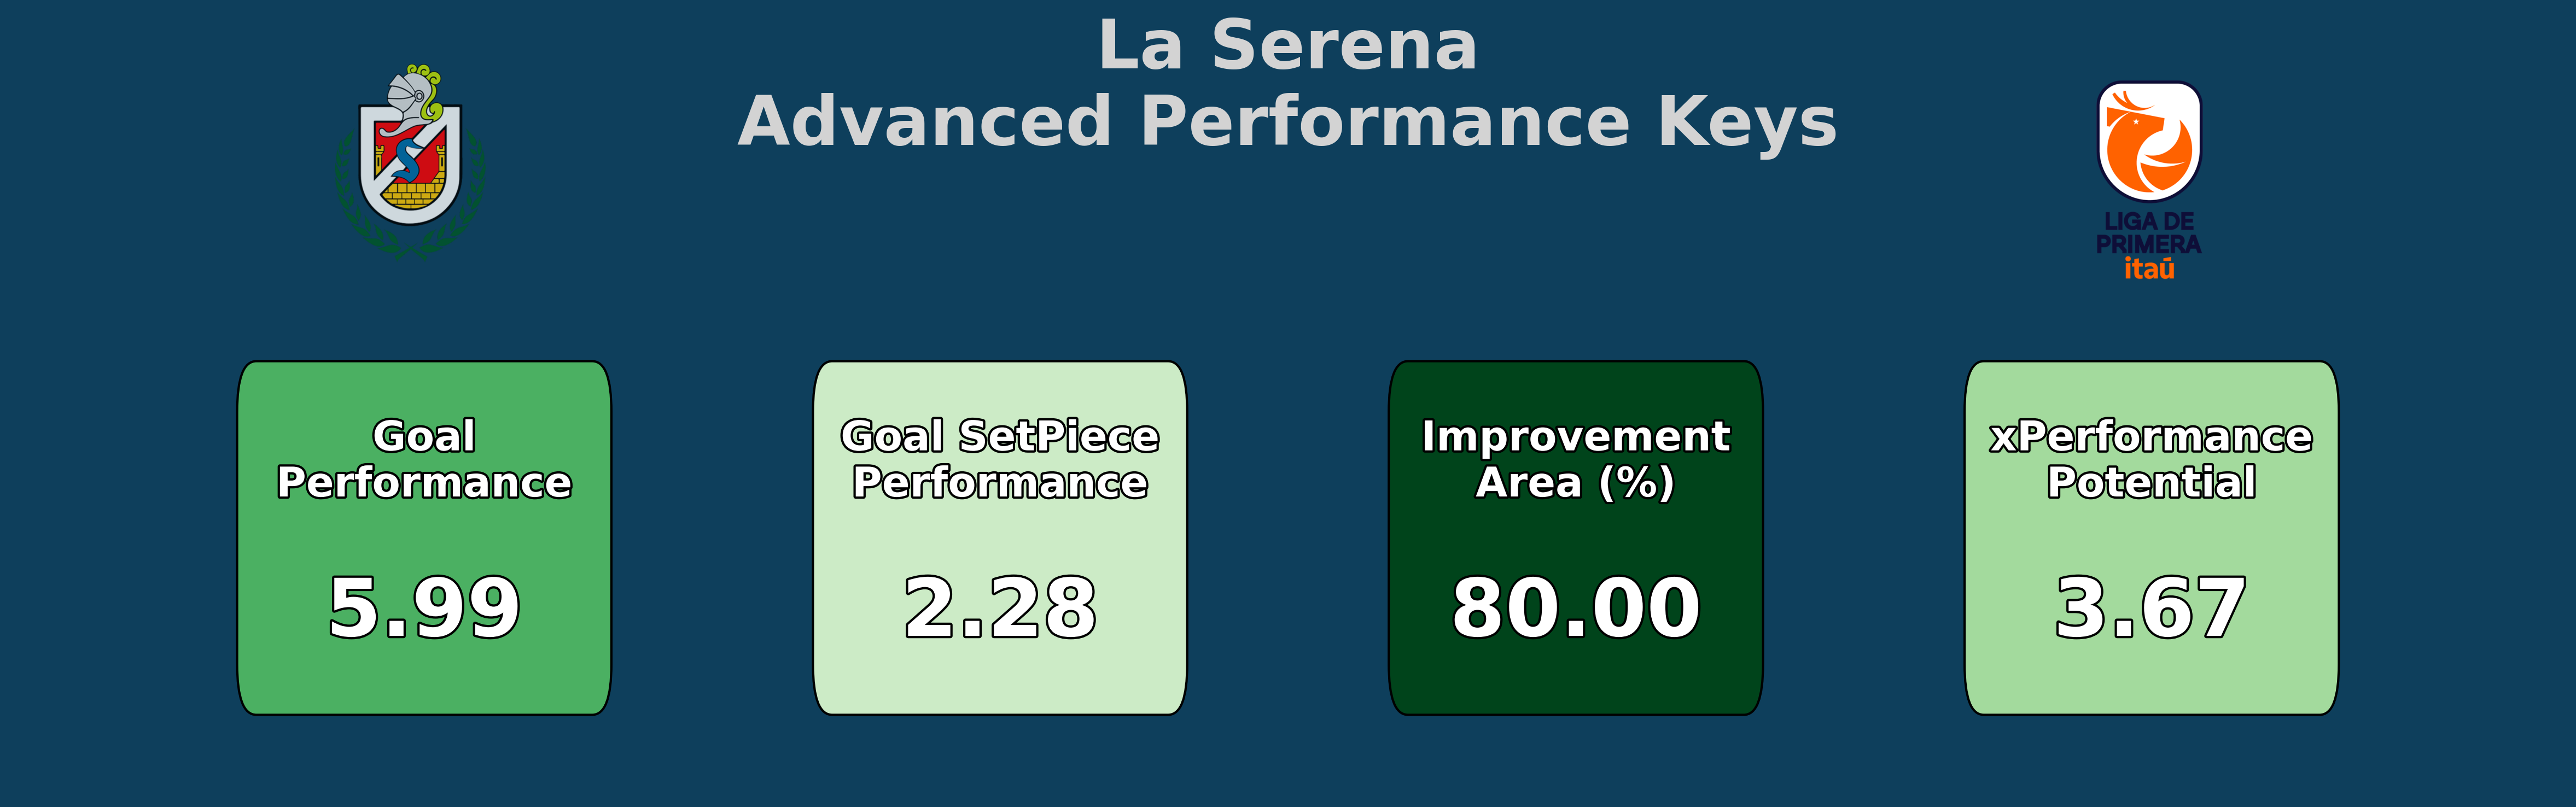 La Serena
Advanced Performance Keys
LIGA DE
PRIMERA
itaú
Goal
Performance
5.99
Goal SetPiece
Performance
2.28
Improvement
Area (%)
80.00
xPerformance
Potential
3.67